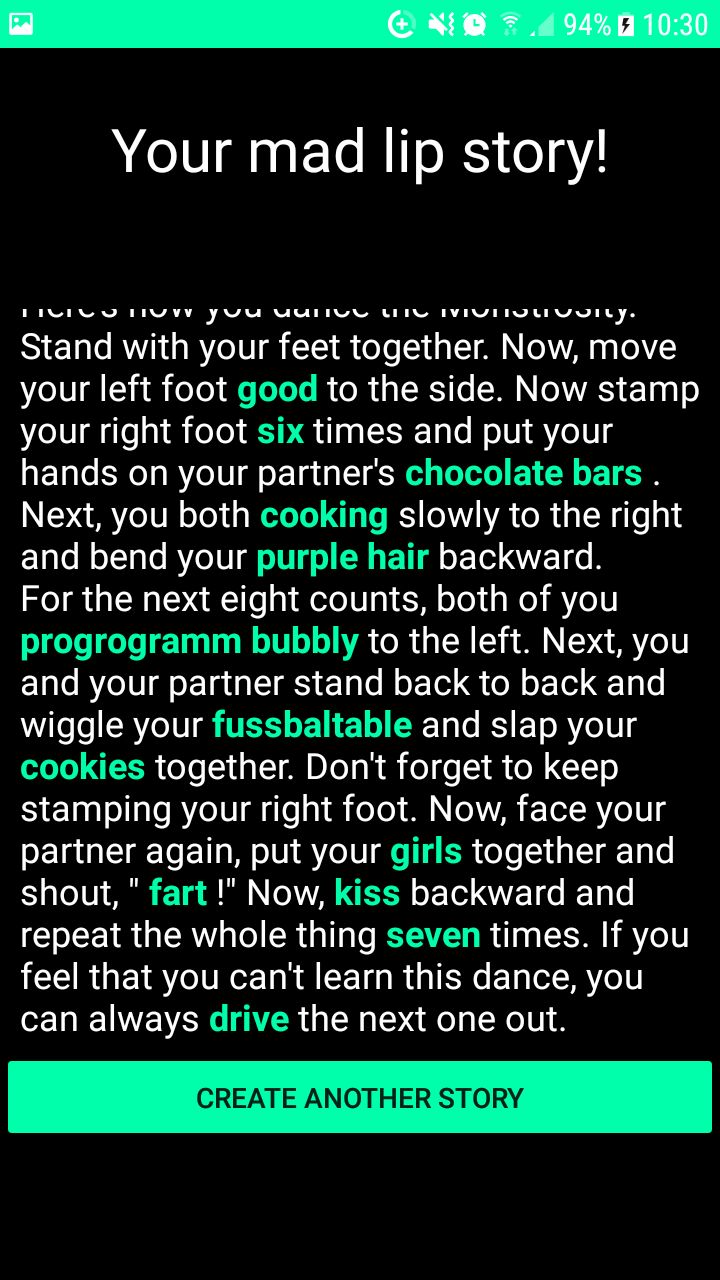 94% 10:30
Your mad lip story!
Here's how you dance the Monstrosity.
Stand with your feet together. Now, move
your left foot good to the side. Now stamp
your right foot six times and put your
hands on your partner's chocolate bars .
Next, you both cooking slowly to the right
and bend your purple hair backward.
For the next eight counts, both of you
progrogramm bubbly to the left. Next, you
and your partner stand back to back and
wiggle your fussbaltable and slap your
cookies together. Don't forget to keep
stamping your right foot. Now, face your
partner again, put your girls together and
shout, " fart !" Now, kiss backward and
repeat the whole thing seven times. If you
feel that you can't learn this dance, you
can always drive the next one out.
CREATE ANOTHER STORY